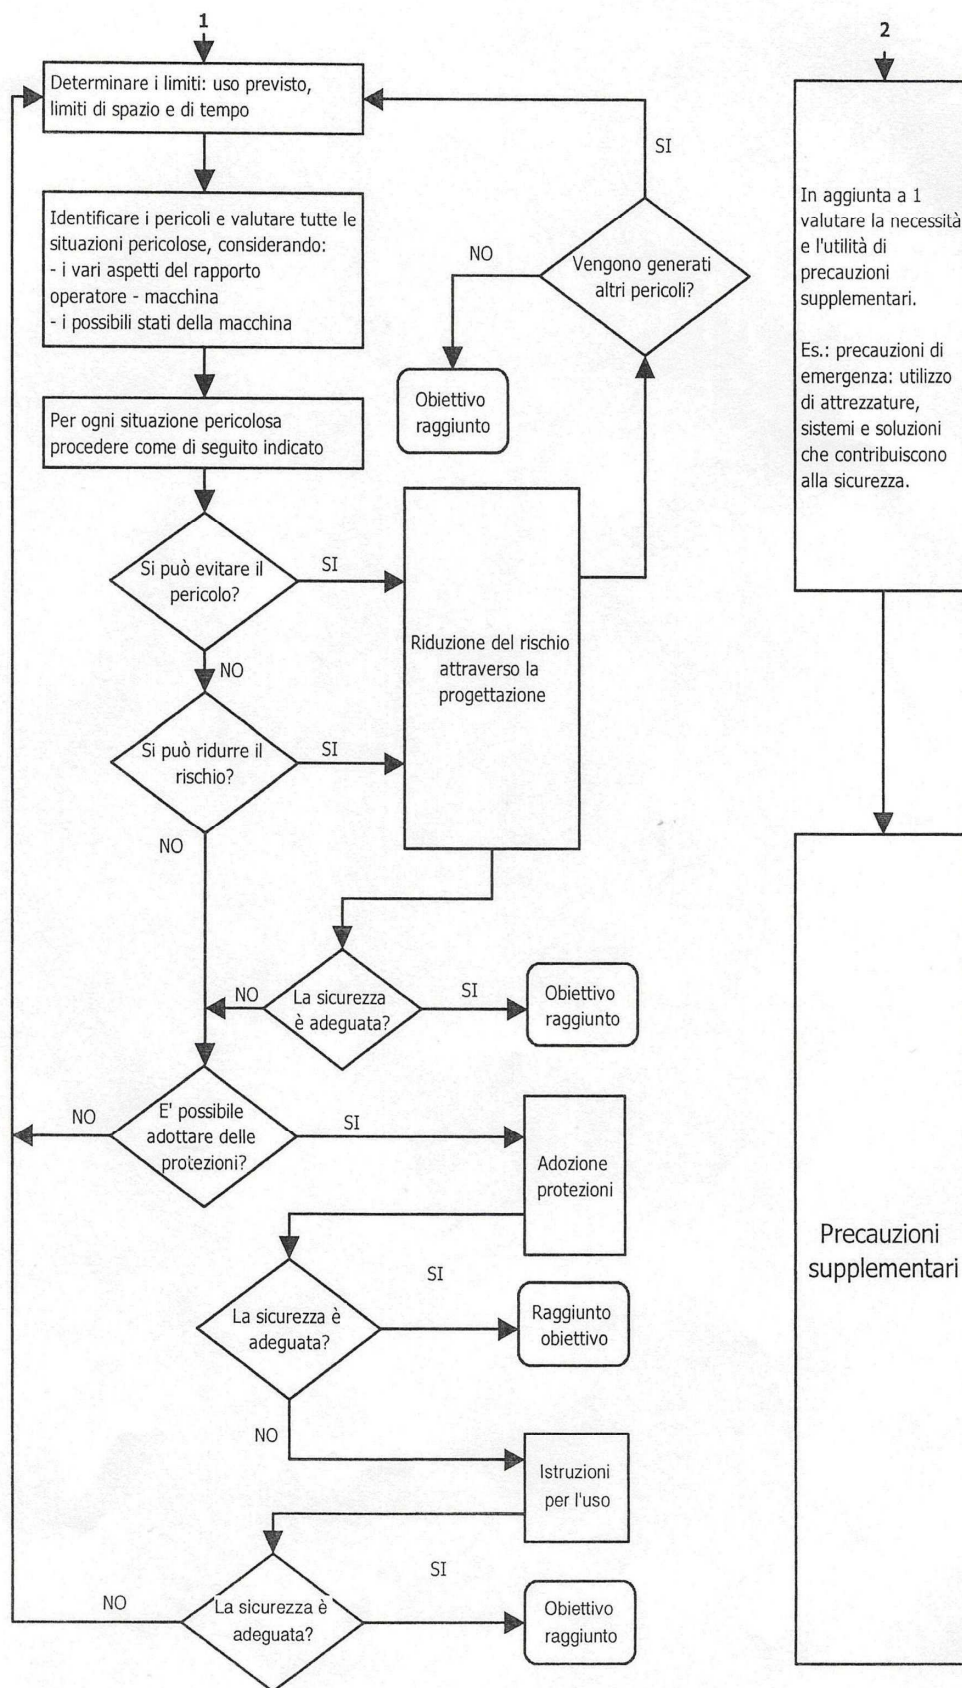 1
Determinare i limiti: uso previsto,
limiti di spazio e di tempo
Identificare i pericoli e valutare tutte le
situazioni pericolose, considerando:
- i vari aspetti del rapporto
operatore - macchina
- i possibili stati della macchina
Per ogni situazione pericolosa
procedere come di seguito indicato
SI
Vengono generati
altri pericoli?
NO
Obiettivo
raggiunto
Si può evitare il
pericolo?
SI
NO
Si può ridurre il
rischio?
SI
NO
Riduzione del rischio
attraverso la
progettazione
La sicurezza
è adeguata?
NO
SI
Obiettivo
raggiunto
E' possibile
adottare delle
protezioni?
NO
SI
Adozione
protezioni
La sicurezza è
adeguata?
SI
Raggiunto
obiettivo
NO
Istruzioni
per l'uso
La sicurezza è
adeguata?
NO
SI
Obiettivo
raggiunto
2
In aggiunta a 1
valutare la necessità
e l'utilità di
precauzioni
supplementari.
Es.: precauzioni di
emergenza: utilizzo
di attrezzature,
sistemi e soluzioni
che contribuiscono
alla sicurezza.
Precauzioni
supplementari